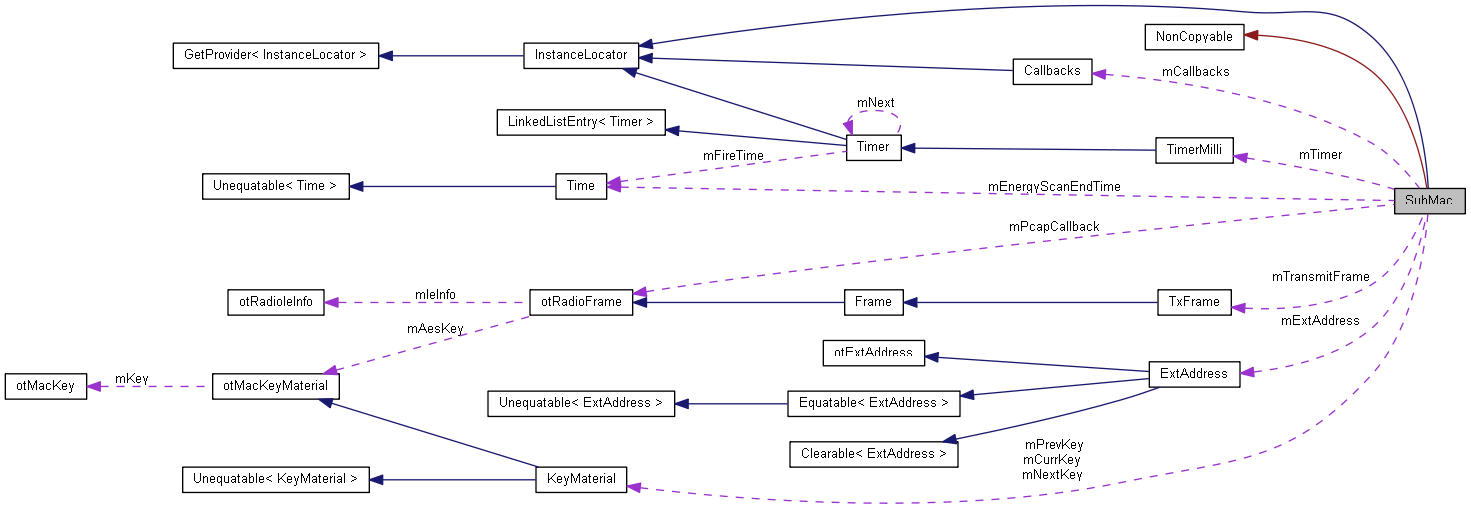 NonCopyable
GetProvider< InstanceLocator >
InstanceLocator
Callbacks
mCallbacks
mNext
LinkedListEntry< Timer >
Timer
TimerMilli
mFireTime
mTimer
Unequatable< Time >
Time
mEnergyScanEndTime
SubMac
mPcapCallback
mTransmitFrame
otRadioIeInfo
mIeInfo
otRadioFrame
Frame
TxFrame
mAesKey
mExtAddress
otExtAddress
ExtAddress
otMacKey
mKey
otMacKeyMaterial
Unequatable< ExtAddress >
Equatable< ExtAddress >
Clearable< ExtAddress >
mPrevKey
mCurrKey
mNextKey
Unequatable< KeyMaterial >
KeyMaterial